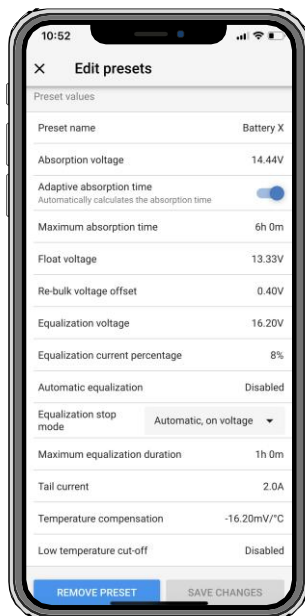 10:52
Edit presets
Preset values
Preset name Battery X
Absorption voltage 14.44V
Adaptive absorption time
Automatically calculates the absorption time
Maximum absorption time 6h 0m
Float voltage 13.33V
Re-bulk voltage offset 0.40V
Equalization voltage 16.20V
Equalization current percentage 8%
Automatic equalization Disabled
Equalization stop
mode Automatic, on voltage
Maximum equalization duration 1h 0m
Tail current 2.0A
Temperature compensation -16.20mV/°C
Low temperature cut-off Disabled
REMOVE PRESET SAVE CHANGES